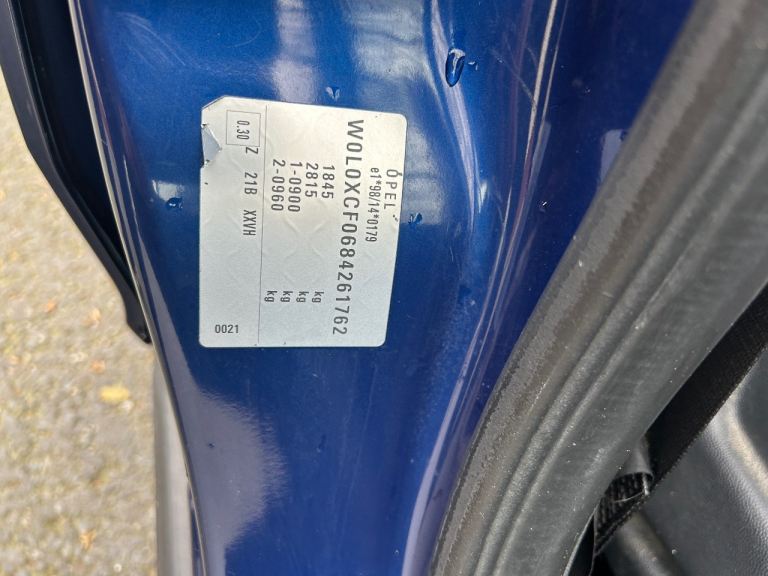 OPEL
e1*98/14*0179
W0L0XCF0684261762
1845 kg
2815 kg
1-0900 kg
2-0960 kg
0.30 Z 21B XXVH
0021